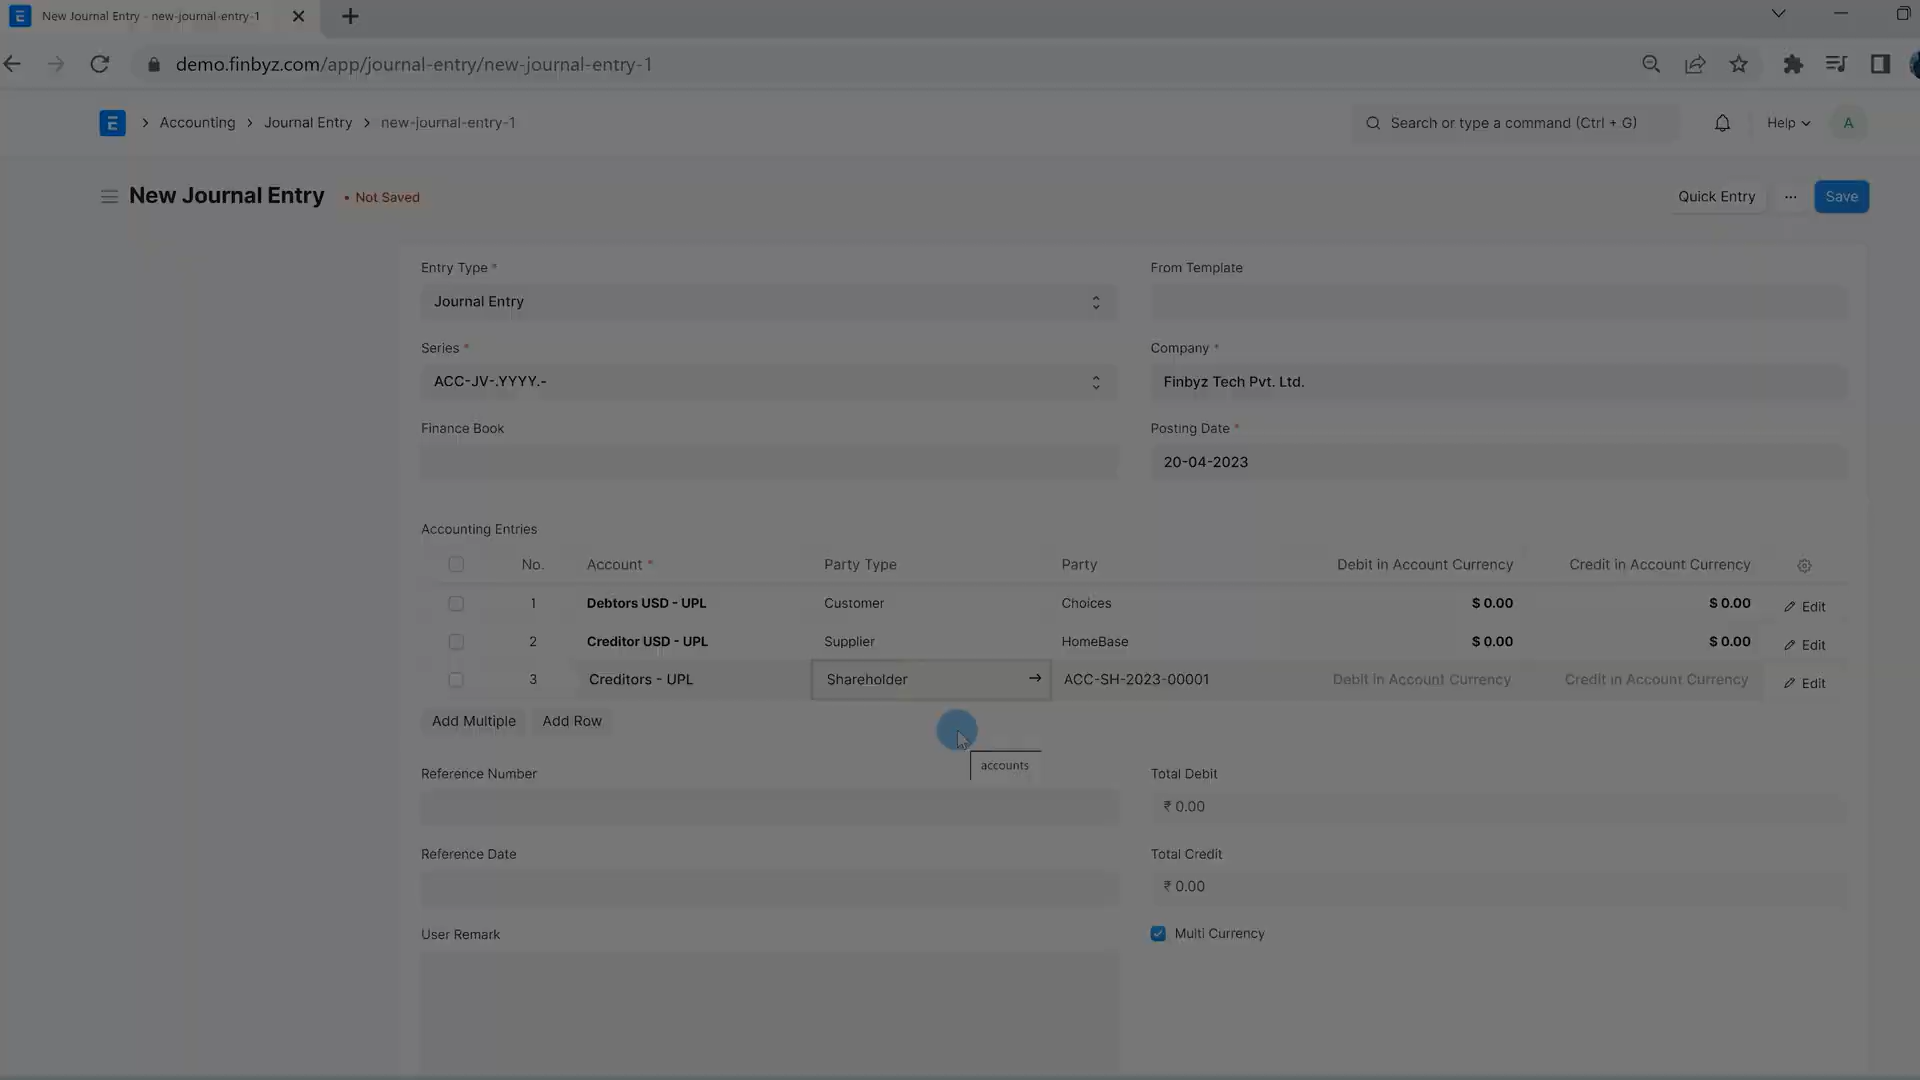 New Journal Entry - new-journal-entry-1
demo.finbyz.com/app/journal-entry/new-journal-entry-1
E > Accounting > Journal Entry > new-journal-entry-1
Search or type a command (Ctrl + G)
Help
A
New Journal Entry • Not Saved
Quick Entry ... Save
Entry Type *
From Template
Journal Entry
Series *
Company *
ACC-JV-.YYYY.-
Finbyz Tech Pvt. Ltd.
Finance Book
Posting Date *
20-04-2023
Accounting Entries
No. Account * Party Type Party Debit in Account Currency Credit in Account Currency
1 Debtors USD - UPL Customer Choices $ 0.00 $ 0.00 Edit
2 Creditor USD - UPL Supplier HomeBase $ 0.00 $ 0.00 Edit
3 Creditors - UPL Shareholder → ACC-SH-2023-00001 Debit in Account Currency Credit in Account Currency Edit
Add Multiple Add Row
accounts
Reference Number
Total Debit
₹ 0.00
Reference Date
Total Credit
₹ 0.00
User Remark
Multi Currency